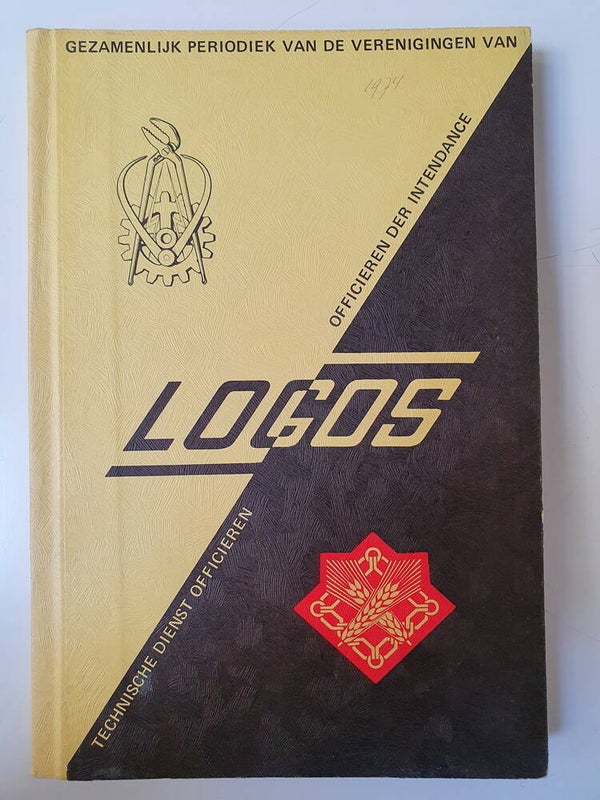 GEZAMENLIJK PERIODIEK VAN DE VERENIGINGEN VAN
1974
OFFICIEREN DER INTENDANCE
LOGOS
TECHNISCHE DIENST OFFICIEREN